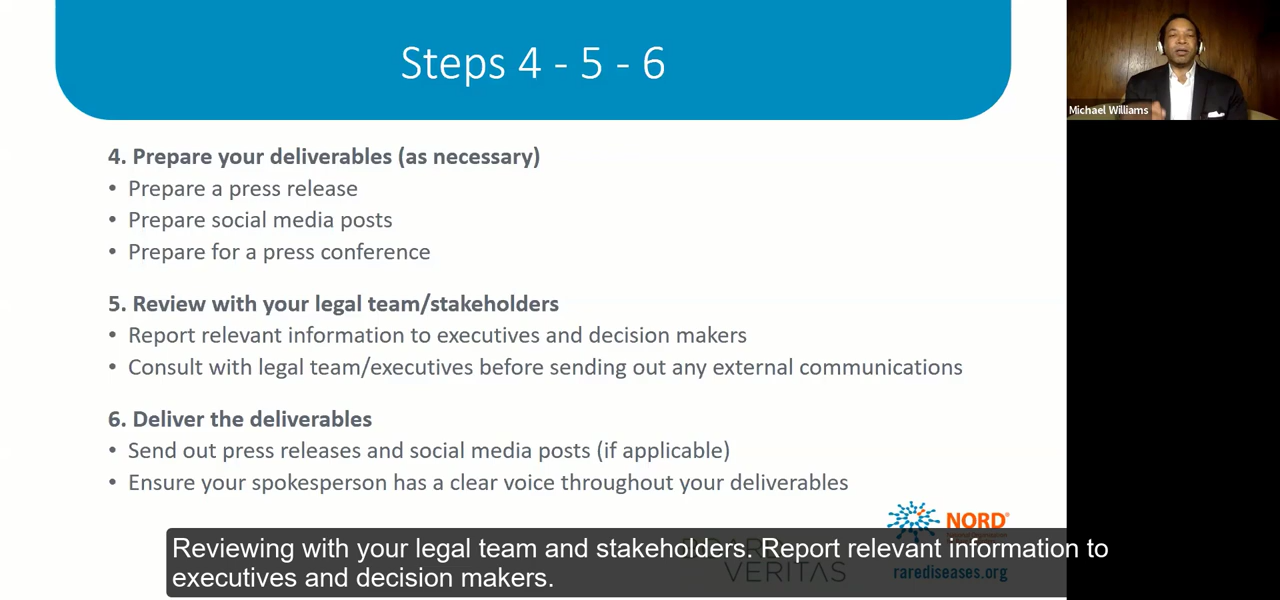 Steps 4 - 5 - 6
Michael Williams
4. Prepare your deliverables (as necessary)
• Prepare a press release
• Prepare social media posts
• Prepare for a press conference
5. Review with your legal team/stakeholders
• Report relevant information to executives and decision makers
• Consult with legal team/executives before sending out any external communications
6. Deliver the deliverables
• Send out press releases and social media posts (if applicable)
• Ensure your spokesperson has a clear voice throughout your deliverables
NORD®
Reviewing with your legal team and stakeholders. Report relevant information to
executives and decision makers.
VERITAS
rarediseases.org